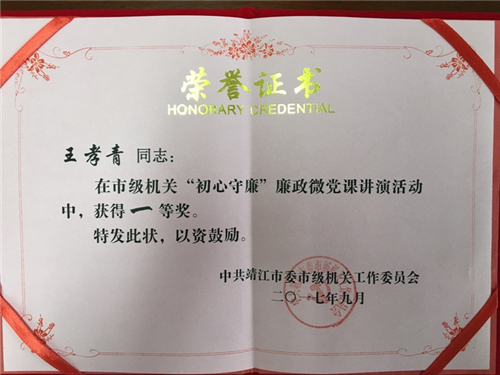 荣誉证书
HONORARY CREDENTIAL
王孝青 同志：
在市级机关“初心守廉”廉政微党课讲演活动
中，获得一等奖。
特发此状，以资鼓励。
中共靖江市委市级机关工作委员会
二〇一七年九月